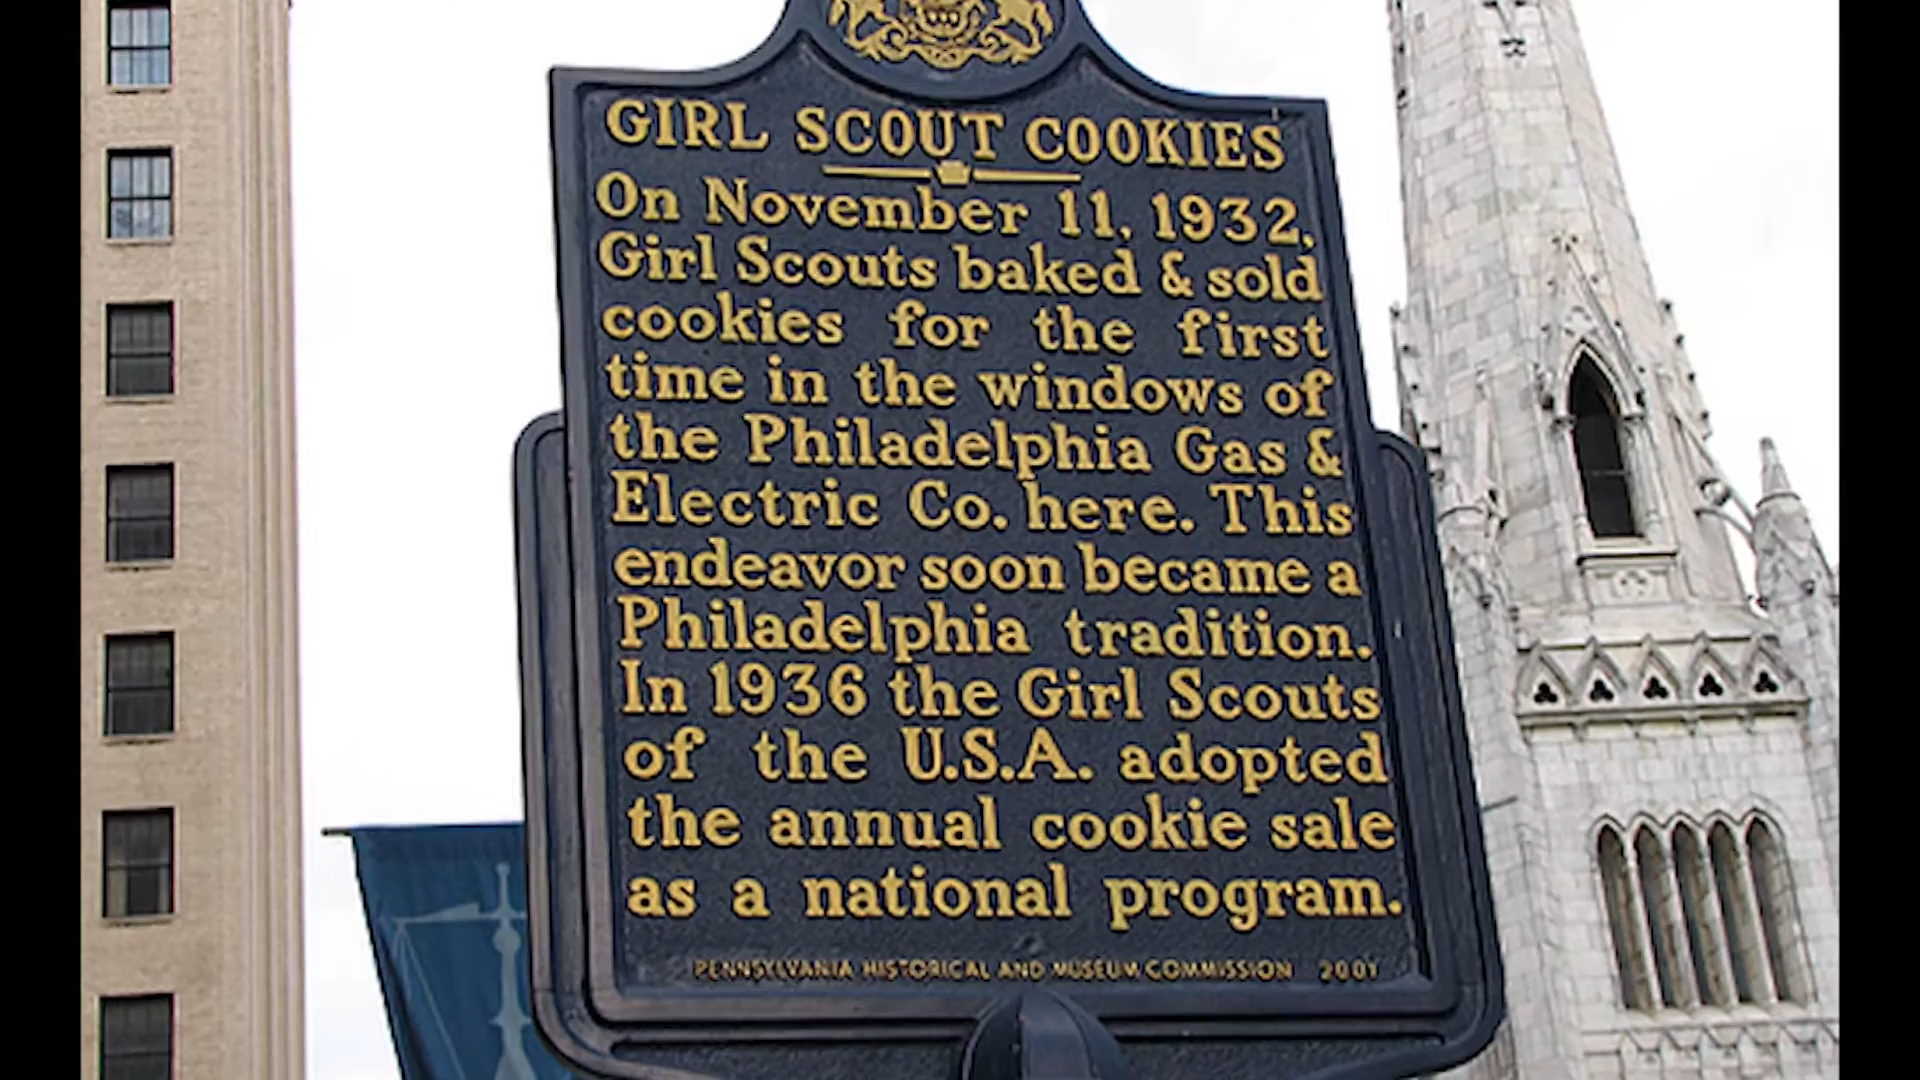 GIRL SCOUT COOKIES
On November 11, 1932,
Girl Scouts baked & sold
cookies for the first
time in the windows of
the Philadelphia Gas &
Electric Co. here. This
endeavor soon became a
Philadelphia tradition.
In 1936 the Girl Scouts
of the U.S.A. adopted
the annual cookie sale
as a national program.
PENNSYLVANIA HISTORICAL AND MUSEUM COMMISSION 2001